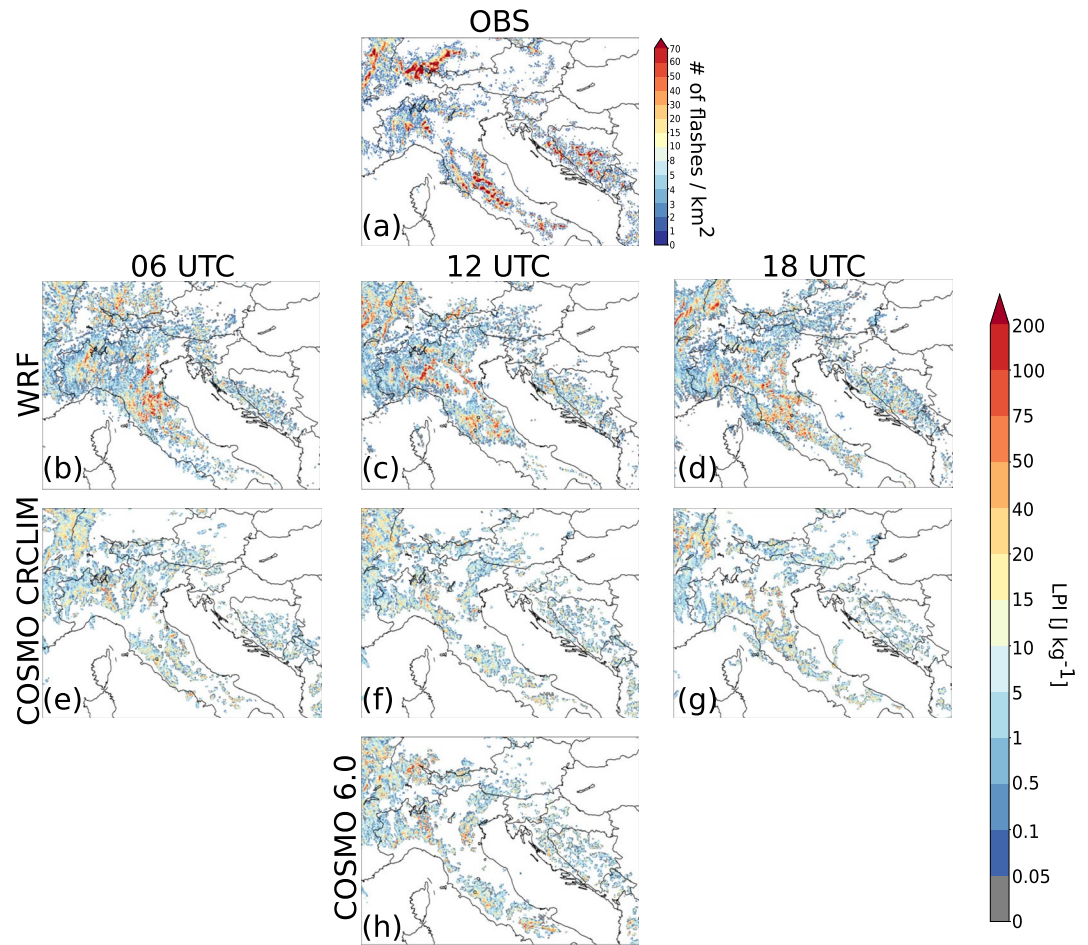 OBS
70
60
50
40
30
20
15
10
8
5
4
3
2
1
0
# of flashes / km²
(a)
06 UTC
12 UTC
18 UTC
WRF
(b)
(c)
(d)
COSMO CRCLIM
(e)
(f)
(g)
COSMO 6.0
(h)
200
100
75
50
40
20
15
10
5
1
0.5
0.1
0.05
0
LPI [J kg⁻¹]